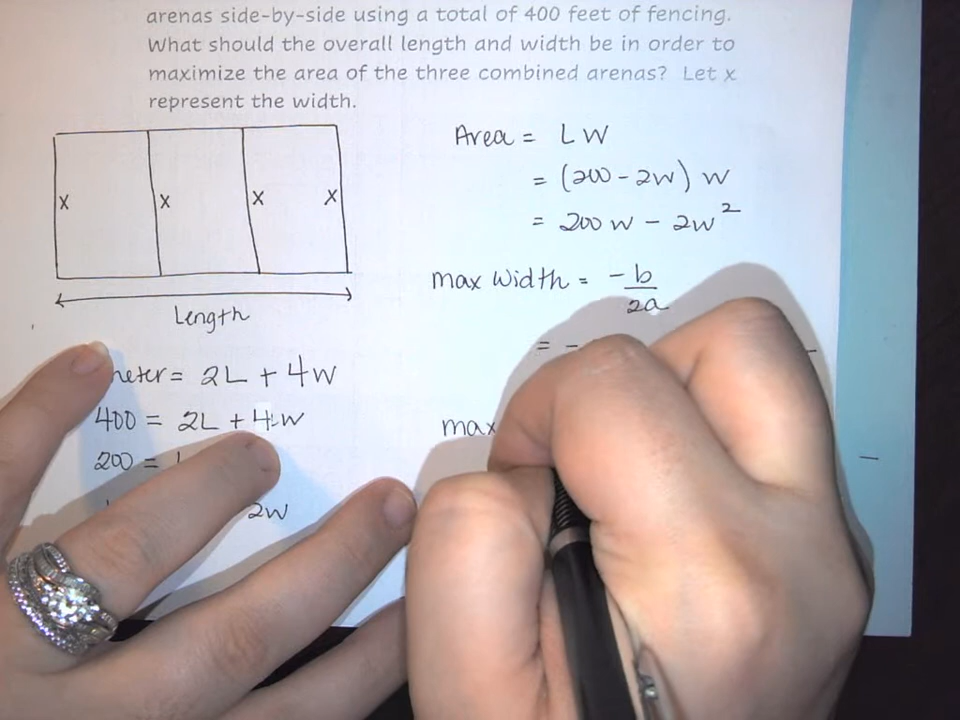 arenas side-by-side using a total of 400 feet of fencing.
What should the overall length and width be in order to
maximize the area of the three combined arenas? Let x
represent the width.
x x x x
Length
Area = LW
= (200 - 2w) w
= 200w - 2w²
max width = -b/2a
= -
= 2L + 4W
400 = 2L + 4W
200 =
2W
max